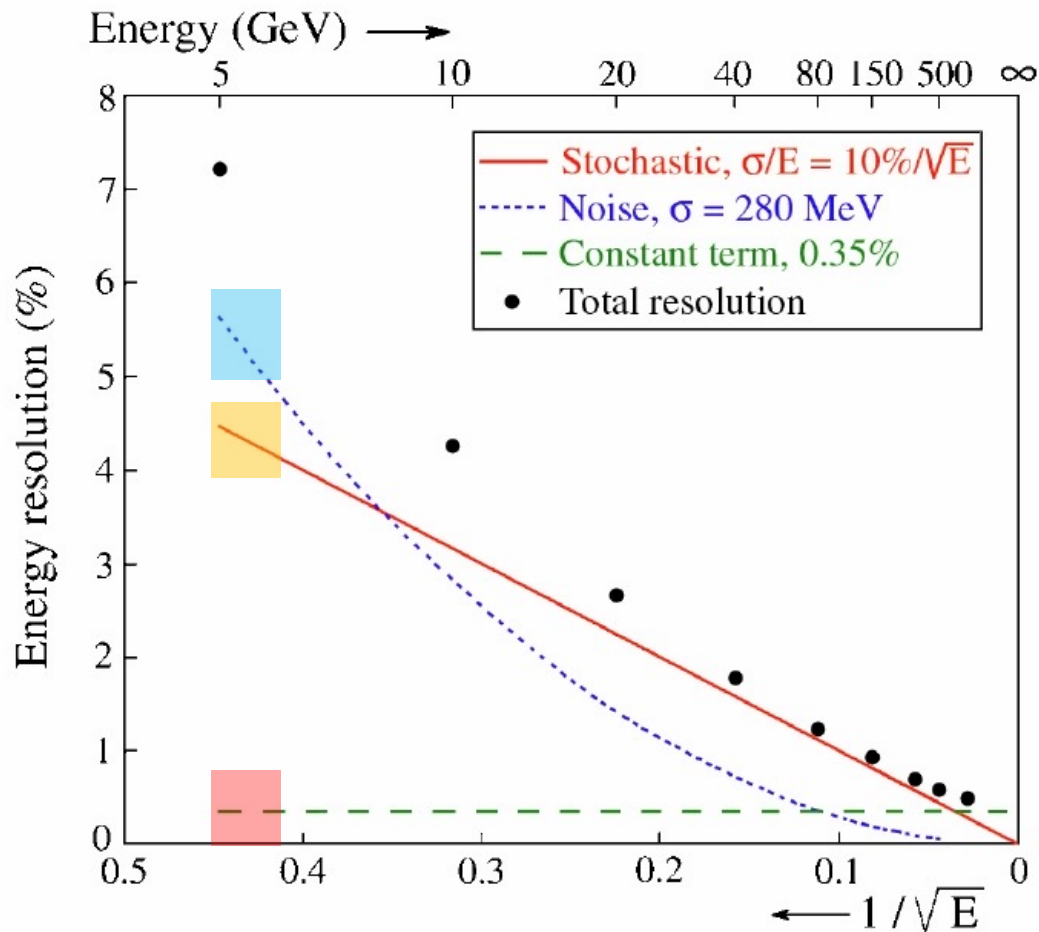 Energy (GeV) →
5 10 20 40 80 150 500 ∞
8
7
6
5
4
3
2
1
0
Energy resolution (%)
Stochastic, σ/E = 10%/√E
Noise, σ = 280 MeV
Constant term, 0.35%
Total resolution
0.5 0.4 0.3 0.2 0.1 0
← 1 / √E